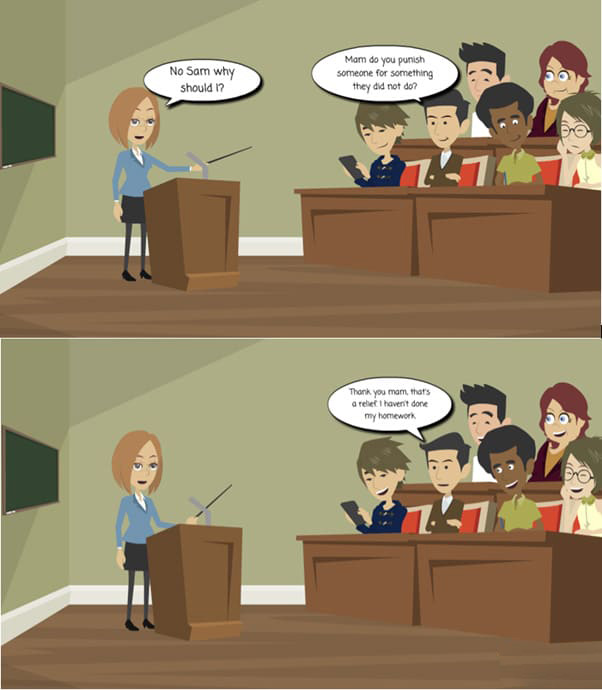 Mam do you punish
someone for something
they did not do?
No Sam why
should I?
Thank you mam, that's
a relief. I haven't done
my homework